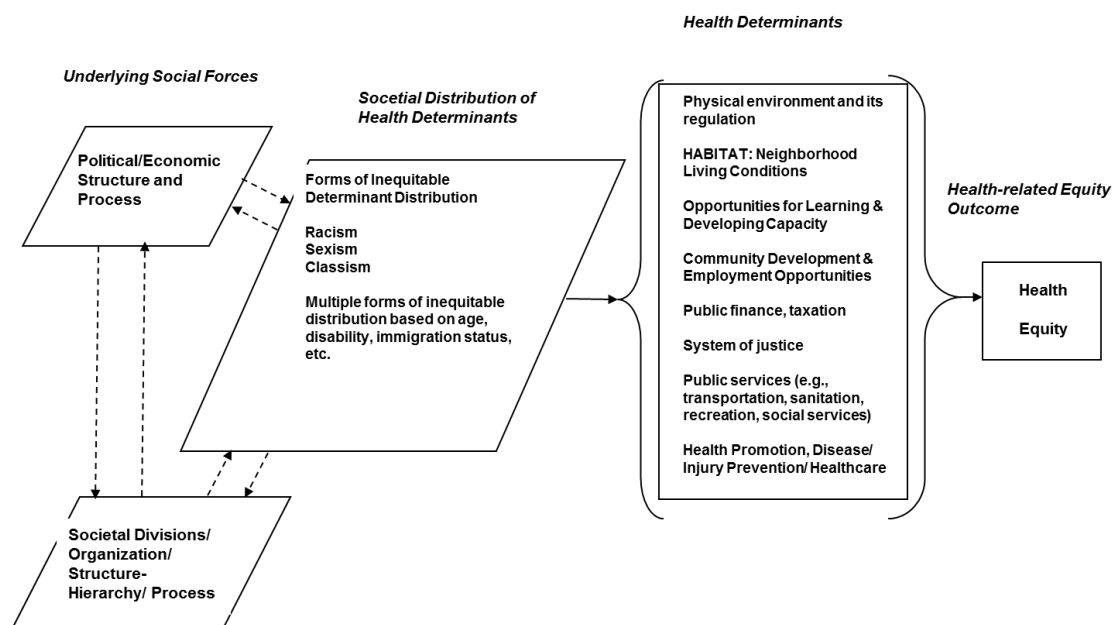 Health Determinants
Underlying Social Forces
Socetial Distribution of
Health Determinants
Political/Economic
Structure and
Process
Forms of Inequitable
Determinant Distribution
Racism
Sexism
Classism
Multiple forms of inequitable
distribution based on age,
disability, immigration status,
etc.
Societal Divisions/
Organization/
Structure-
Hierarchy/ Process
Physical environment and its
regulation
HABITAT: Neighborhood
Living Conditions
Opportunities for Learning &
Developing Capacity
Community Development &
Employment Opportunities
Public finance, taxation
System of justice
Public services (e.g.,
transportation, sanitation,
recreation, social services)
Health Promotion, Disease/
Injury Prevention/ Healthcare
Health-related Equity
Outcome
Health
Equity